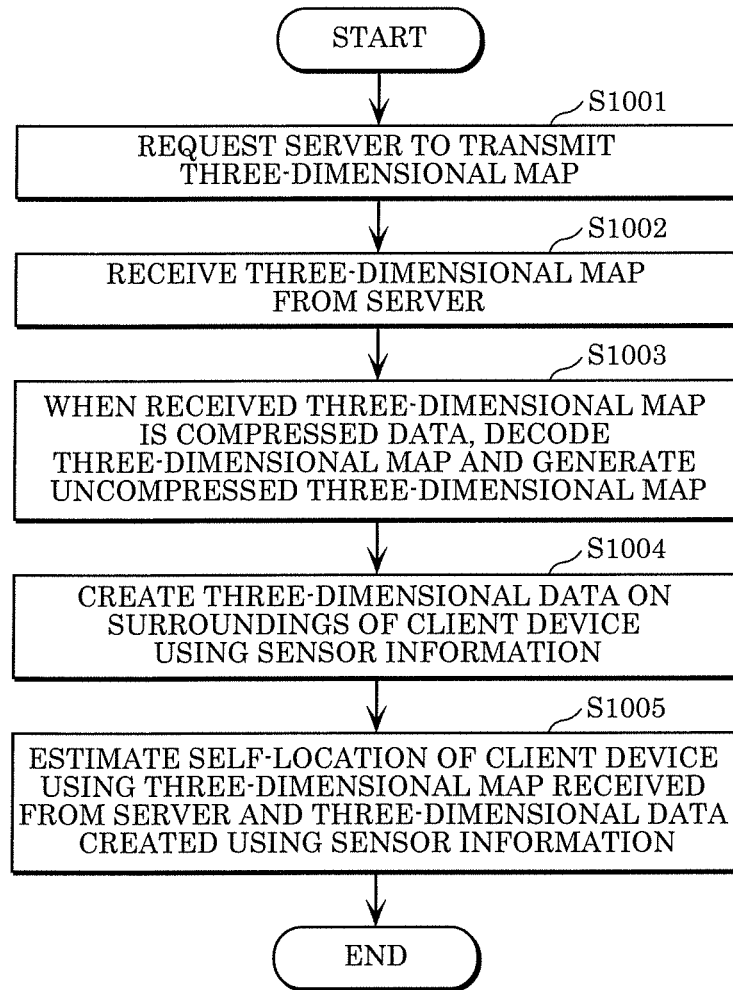 START
S1001
REQUEST SERVER TO TRANSMIT
THREE-DIMENSIONAL MAP
S1002
RECEIVE THREE-DIMENSIONAL MAP
FROM SERVER
S1003
WHEN RECEIVED THREE-DIMENSIONAL MAP
IS COMPRESSED DATA, DECODE
THREE-DIMENSIONAL MAP AND GENERATE
UNCOMPRESSED THREE-DIMENSIONAL MAP
S1004
CREATE THREE-DIMENSIONAL DATA ON
SURROUNDINGS OF CLIENT DEVICE
USING SENSOR INFORMATION
S1005
ESTIMATE SELF-LOCATION OF CLIENT DEVICE
USING THREE-DIMENSIONAL MAP RECEIVED
FROM SERVER AND THREE-DIMENSIONAL DATA
CREATED USING SENSOR INFORMATION
END